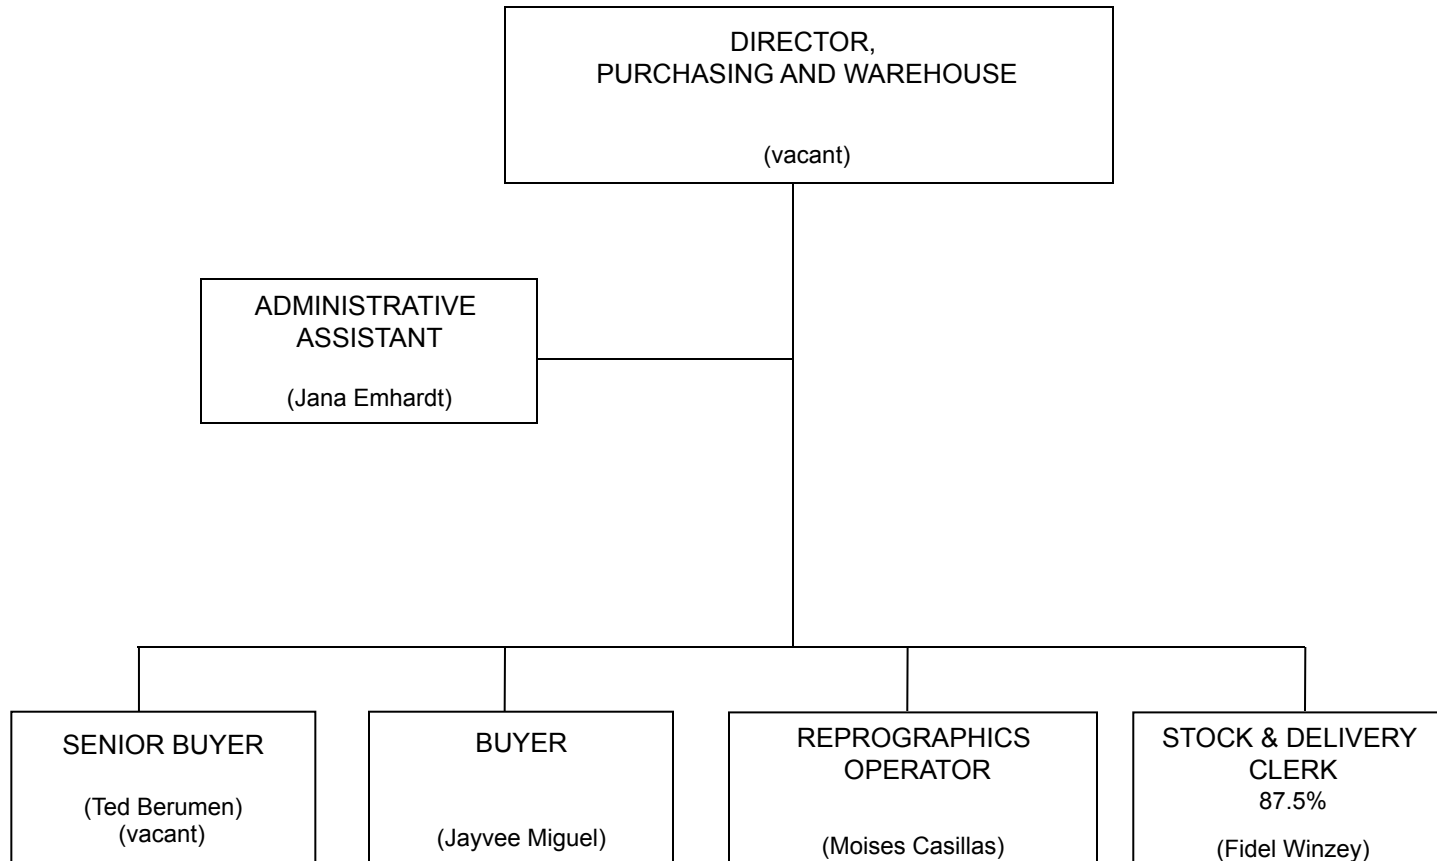 DIRECTOR,
PURCHASING AND WAREHOUSE
(vacant)
ADMINISTRATIVE
ASSISTANT
(Jana Emhardt)
SENIOR BUYER
(Ted Berumen)
(vacant)
BUYER
(Jayvee Miguel)
REPROGRAPHICS
OPERATOR
(Moises Casillas)
STOCK & DELIVERY
CLERK
87.5%
(Fidel Winzey)